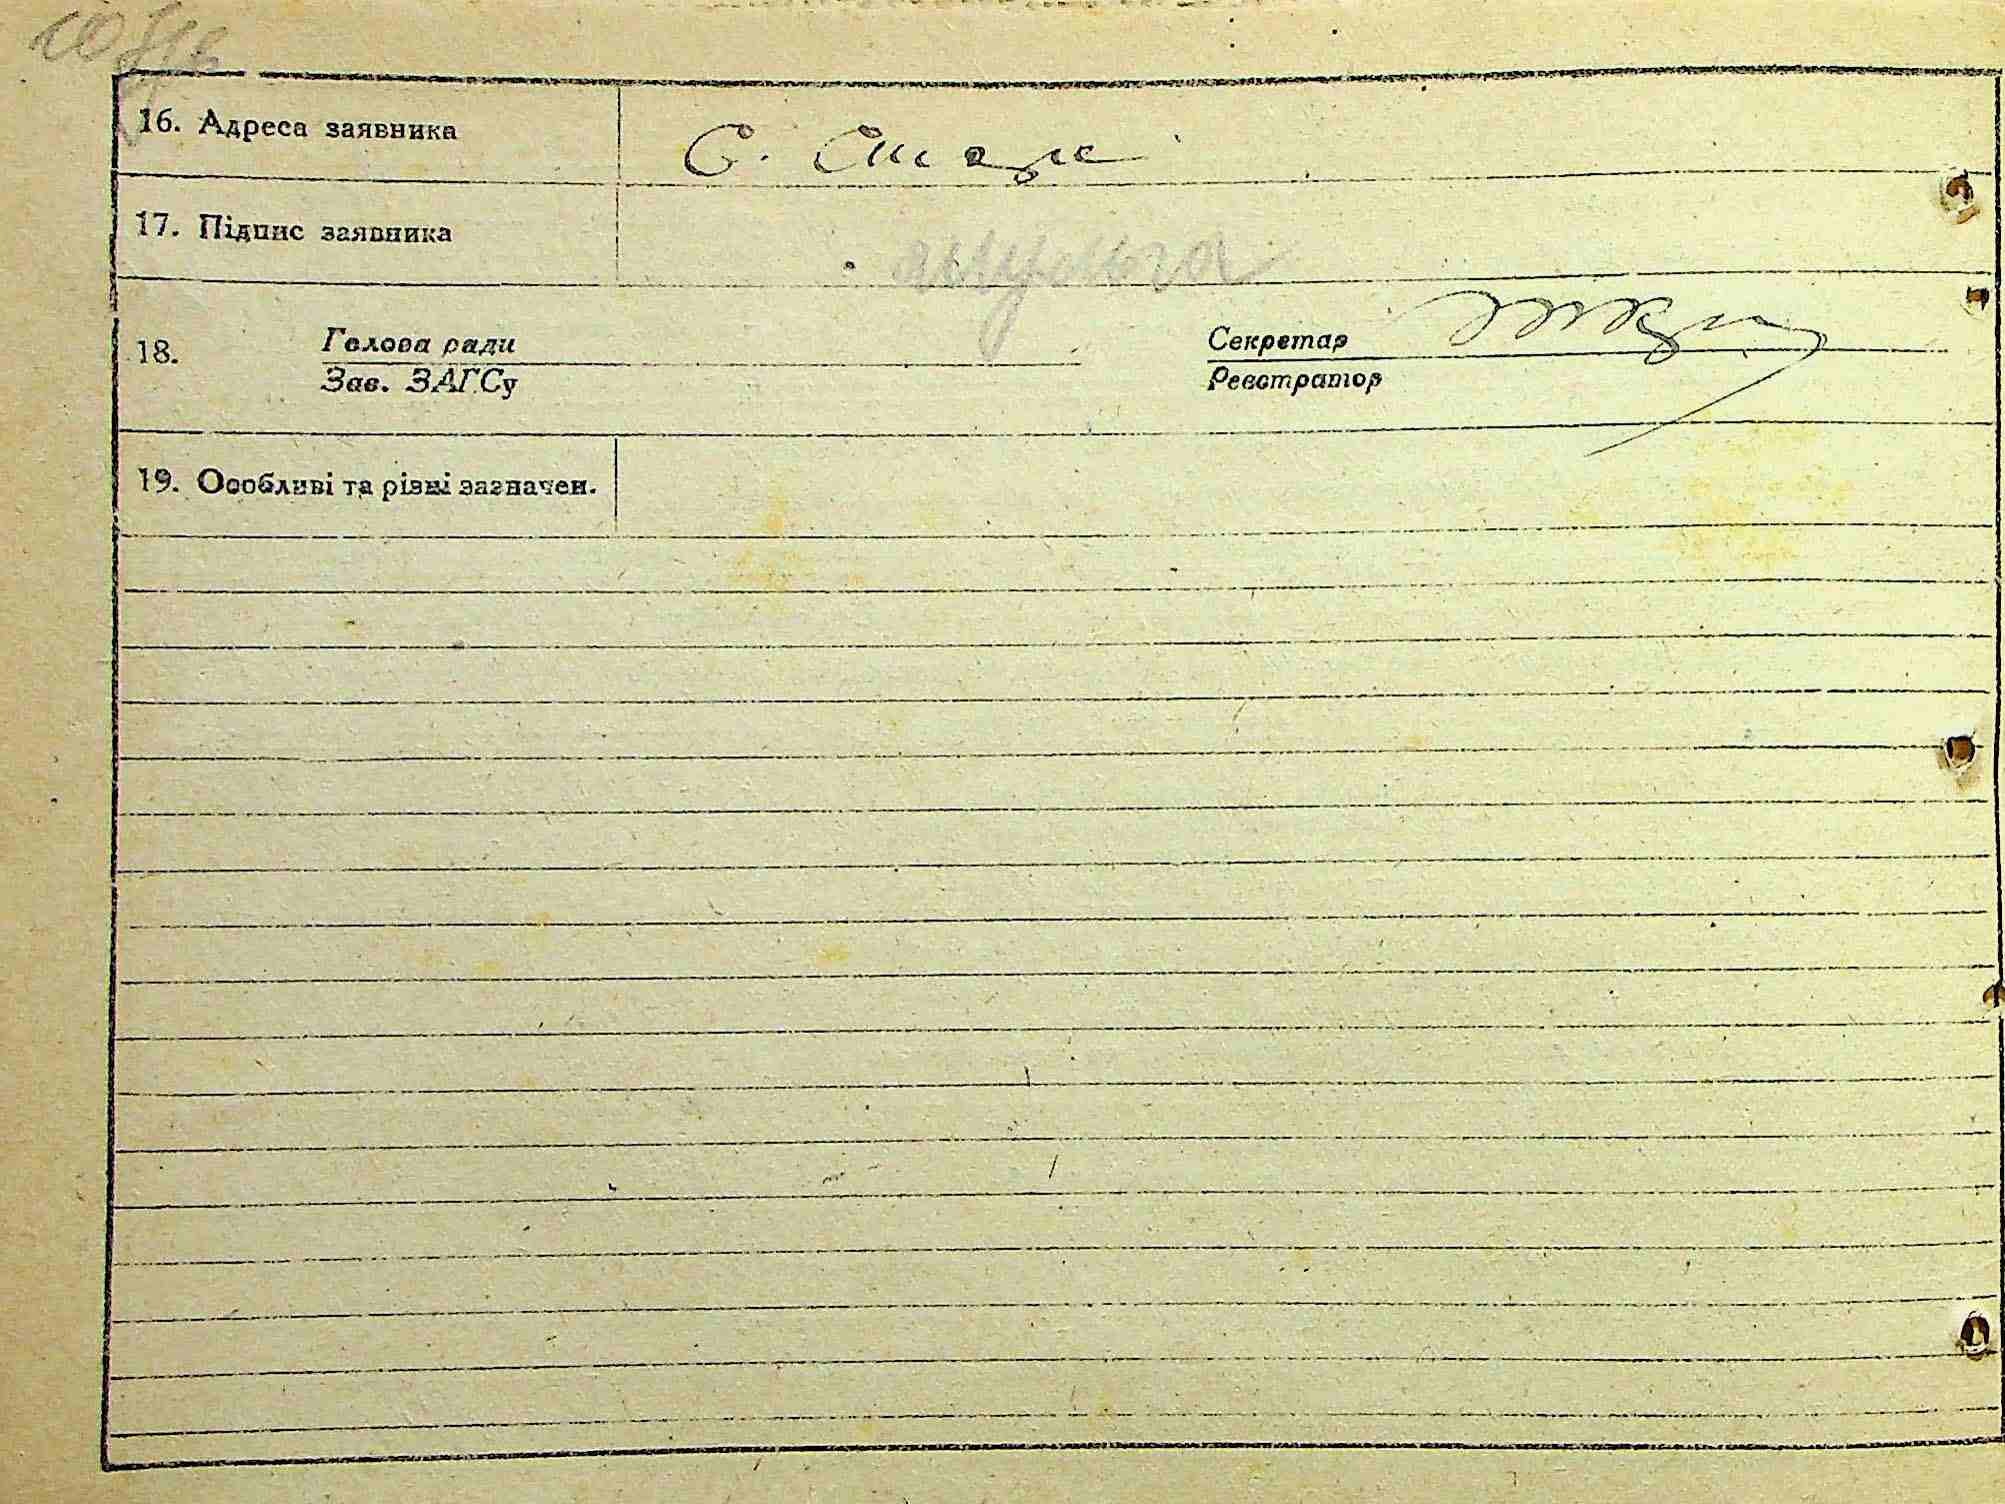 16. Адреса заявника
С.
17. Підпис заявника
18. Голова ради Секретар
Зав. ЗАГСу Реєстратор
19. Особливі та різні зазначен.